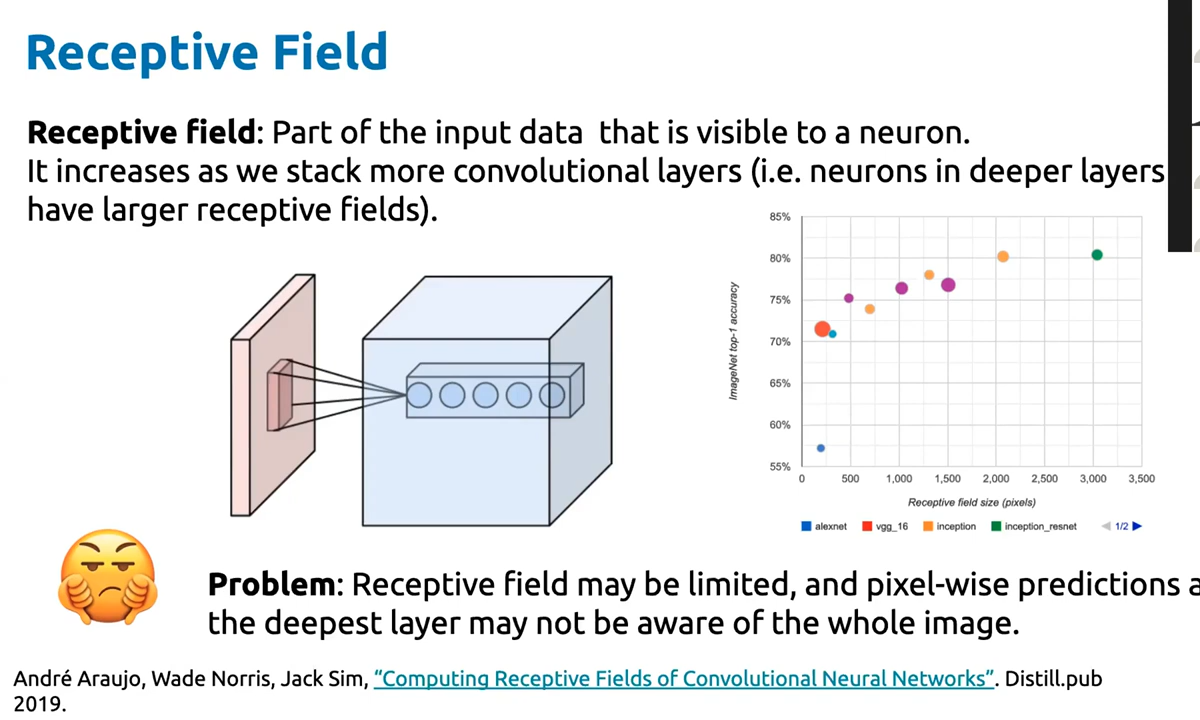 Receptive Field
Receptive field: Part of the input data that is visible to a neuron.
It increases as we stack more convolutional layers (i.e. neurons in deeper layers
have larger receptive fields).
85%
80%
75%
70%
65%
60%
55%
ImageNet top-1 accuracy
0 500 1,000 1,500 2,000 2,500 3,000 3,500
Receptive field size (pixels)
alexnet vgg_16 inception inception_resnet 1/2
Problem: Receptive field may be limited, and pixel-wise predictions
the deepest layer may not be aware of the whole image.
André Araujo, Wade Norris, Jack Sim, “Computing Receptive Fields of Convolutional Neural Networks”. Distill.pub
2019.